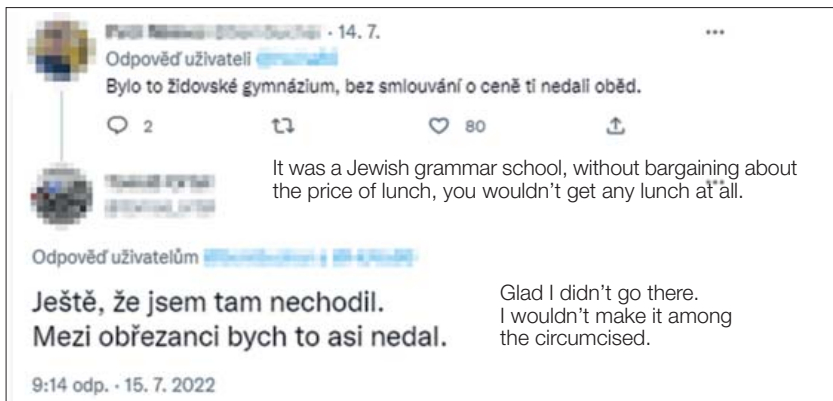 · 14. 7.
Odpověď uživateli
Bylo to židovské gymnázium, bez smlouvání o ceně ti nedali oběd.
2 80
It was a Jewish grammar school, without bargaining about
the price of lunch, you wouldn't get any lunch at all.
Odpověď uživatelům
Ještě, že jsem tam nechodil.
Mezi obřezanci bych to asi nedal.
Glad I didn't go there.
I wouldn't make it among
the circumcised.
9:14 odp. · 15. 7. 2022